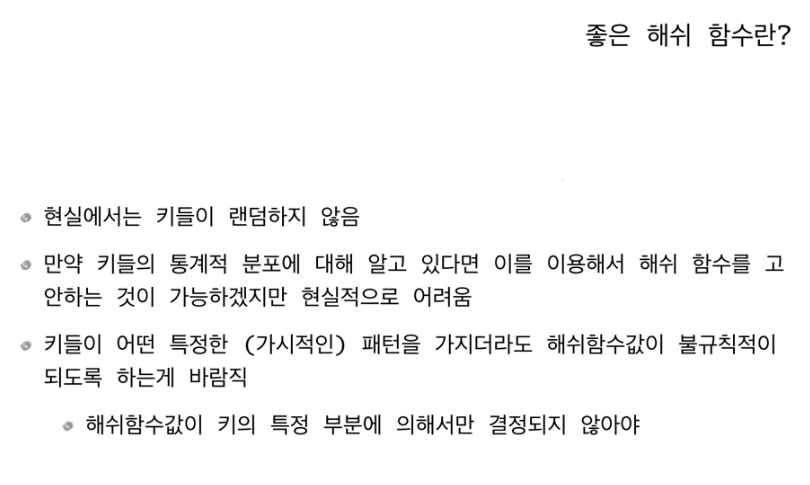 좋은 해쉬 함수란?
현실에서는 키들이 랜덤하지 않음
만약 키들의 통계적 분포에 대해 알고 있다면 이를 이용해서 해쉬 함수를 고
안하는 것이 가능하겠지만 현실적으로 어려움
키들이 어떤 특정한 (가시적인) 패턴을 가지더라도 해쉬함수값이 불규칙적이
되도록 하는게 바람직
해쉬함수값이 키의 특정 부분에 의해서만 결정되지 않아야